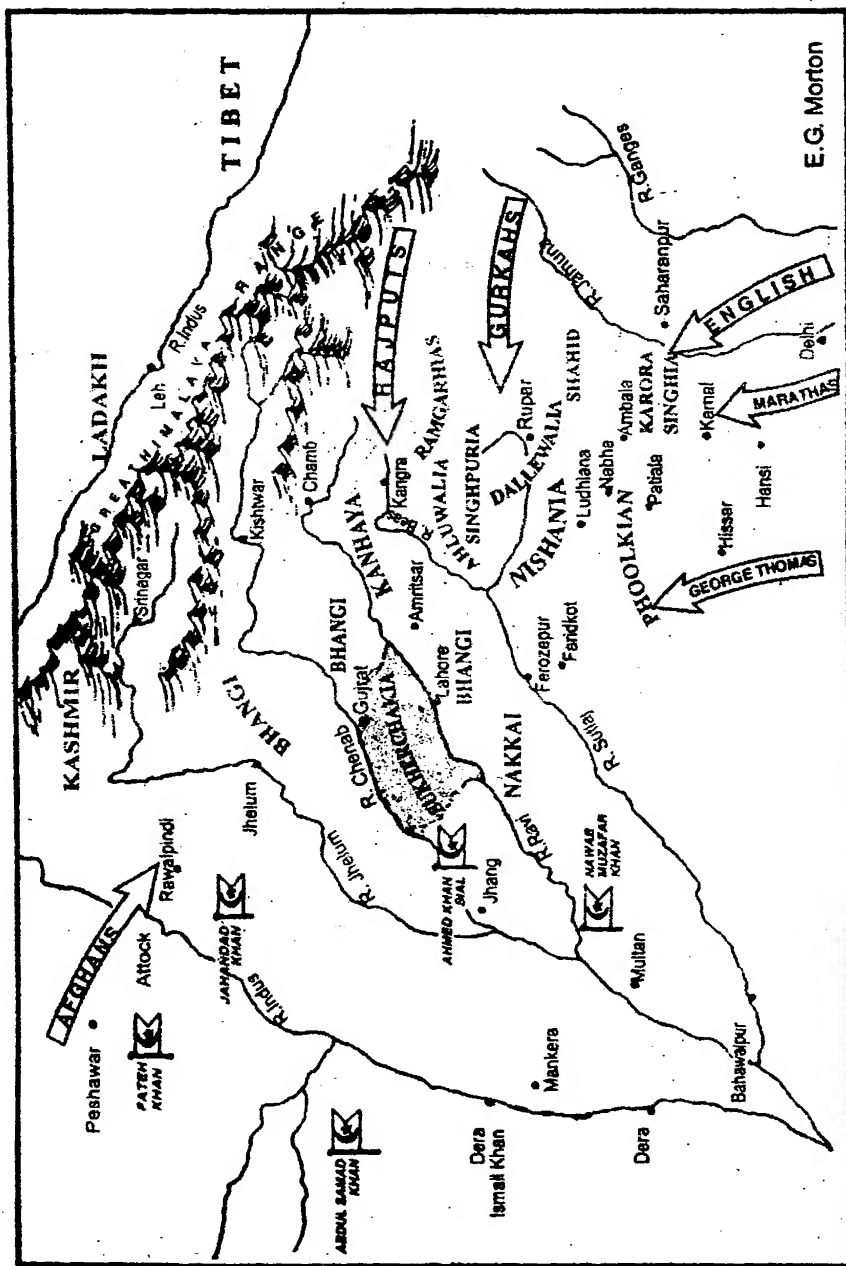 TIBET
LADAKH
KASHMIR
GREAT HIMALAYA RANGE
R.Indus
Leh
Srinagar
Kishtwar
Chamb
AFGHANS
Peshawar
Attock
Rawalpindi
FATEH
KHAN
JAHANDAD
KHAN
ABDUL SAMAD
KHAN
R.Indus
Jhelum
R. Jhelum
BHANGI
BHANGI
R. Chenab
Gujrat
SUKHERCHAKIA
KANHAYA
Amritsar
Lahore
BHANGI
RAJPUTS
Kangra
R. Beas
RAMGARHIAS
AHLUWALIA
SINGHPURIA
GURKAHS
Rupar
DALLEWALIA
SHAHID
NISHANIA
Ludhiana
Nabha
Patiala
Ambala
KARORA
SINGHIA
R.Jamuna
R.Ganges
Saharanpur
ENGLISH
Delhi
MARATHAS
Karnal
Hansi
Hissar
GEORGE THOMAS
PHOOLKIAN
Ferozepur
Faridkot
R. Sutlaj
NAKKAI
R.Ravi
AHMED KHAN
SIAL
Jhang
NAWAB
MUZAFAR
KHAN
Multan
Mankera
Dera
Ismail Khan
Dera
Bahawalpur
E.G. Morton